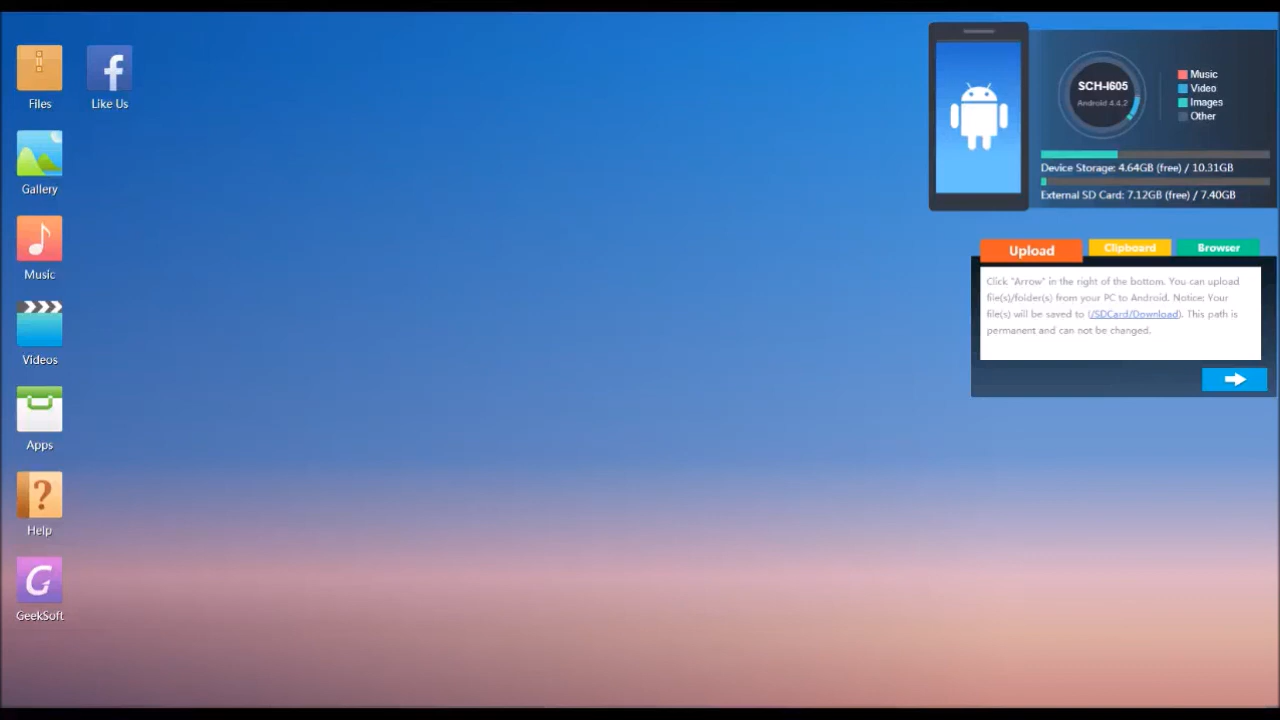 Files
Like Us
Gallery
Music
Videos
Apps
Help
GeekSoft
SCH-I605
Android 4.4.2
Music
Video
Images
Other
Device Storage: 4.64GB (free) / 10.31GB
External SD Card: 7.12GB (free) / 7.40GB
Upload
Clipboard
Browser
Click "Arrow" in the right of the bottom. You can upload
file(s)/folder(s) from your PC to Android. Notice: Your
file(s) will be saved to (/SDCard/Download). This path is
permanent and can not be changed.